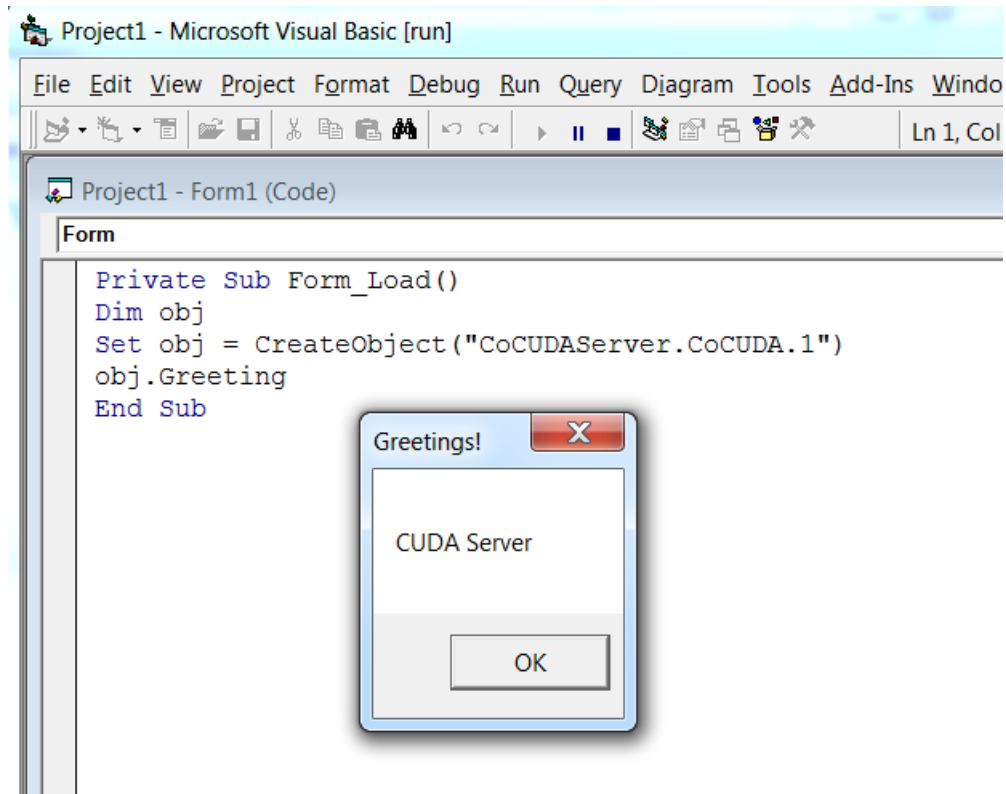 Project1 - Microsoft Visual Basic [run]
File Edit View Project Format Debug Run Query Diagram Tools Add-Ins Windo
Ln 1, Col
Project1 - Form1 (Code)
Form
Private Sub Form_Load()
Dim obj
Set obj = CreateObject("CoCUDAServer.CoCUDA.1")
obj.Greeting
End Sub
Greetings!
CUDA Server
OK